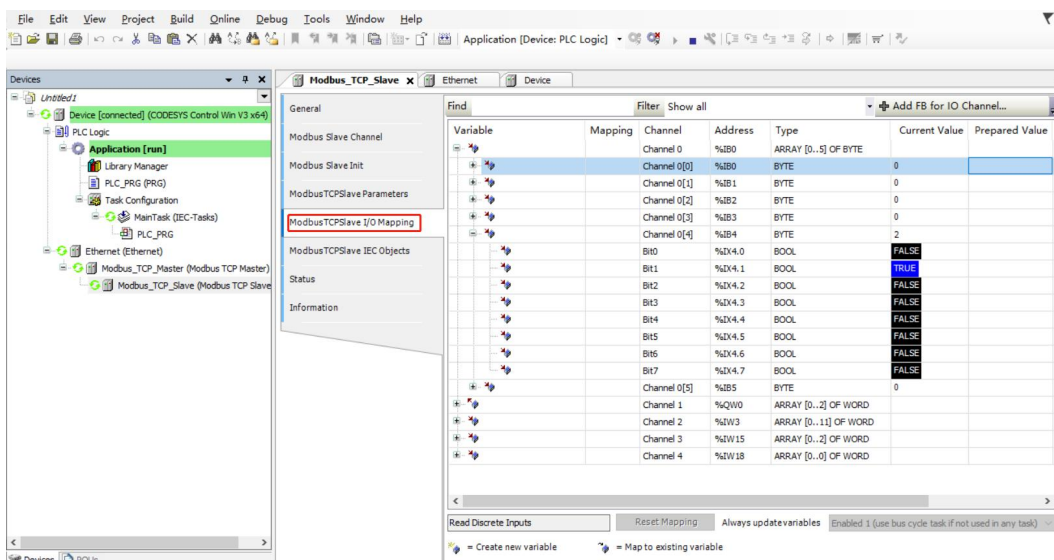 File Edit View Project Build Online Debug Tools Window Help
Application [Device: PLC Logic]
Devices
Modbus_TCP_Slave X Ethernet Device
Untitled1
Device [connected] (CODESYS Control Win V3 x64)
PLC Logic
Application [run]
Library Manager
PLC_PRG (PRG)
Task Configuration
MainTask (IEC-Tasks)
PLC_PRG
Ethernet (Ethernet)
Modbus_TCP_Master (Modbus TCP Master)
Modbus_TCP_Slave (Modbus TCP Slave
General
Modbus Slave Channel
Modbus Slave Init
ModbusTCPSlave Parameters
ModbusTCPSlave I/O Mapping
ModbusTCPSlave IEC Objects
Status
Information
Find Filter Show all Add FB for IO Channel...
Variable Mapping Channel Address Type Current Value Prepared Value
Channel 0 %IB0 ARRAY [0..5] OF BYTE
Channel 0[0] %IB0 BYTE 0
Channel 0[1] %IB1 BYTE 0
Channel 0[2] %IB2 BYTE 0
Channel 0[3] %IB3 BYTE 0
Channel 0[4] %IB4 BYTE 2
Bit0 %IX4.0 BOOL FALSE
Bit1 %IX4.1 BOOL TRUE
Bit2 %IX4.2 BOOL FALSE
Bit3 %IX4.3 BOOL FALSE
Bit4 %IX4.4 BOOL FALSE
Bit5 %IX4.5 BOOL FALSE
Bit6 %IX4.6 BOOL FALSE
Bit7 %IX4.7 BOOL FALSE
Channel 0[5] %IB5 BYTE 0
Channel 1 %QW0 ARRAY [0..2] OF WORD
Channel 2 %IW3 ARRAY [0..11] OF WORD
Channel 3 %IW15 ARRAY [0..2] OF WORD
Channel 4 %IW18 ARRAY [0..0] OF WORD
Read Discrete Inputs Reset Mapping Always update variables Enabled 1 (use bus cycle task if not used in any task)
= Create new variable = Map to existing variable
Devices POUs